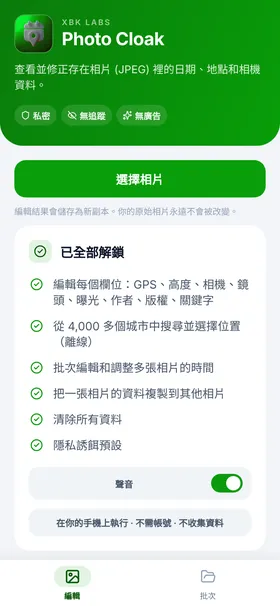 XBK LABS
Photo Cloak
查看並修正存在相片 (JPEG) 裡的日期、地點和相機
資料。
私密
無追蹤
無廣告
選擇相片
編輯結果會儲存為新副本。你的原始相片永遠不會被改變。
已全部解鎖
編輯每個欄位：GPS、高度、相機、鏡
頭、曝光、作者、版權、關鍵字
從 4,000 多個城市中搜尋並選擇位置
（離線）
批次編輯和調整多張相片的時間
把一張相片的資料複製到其他相片
清除所有資料
隱私誘餌預設
聲音
在你的手機上執行 · 不需帳號 · 不收集資料
編輯
批次